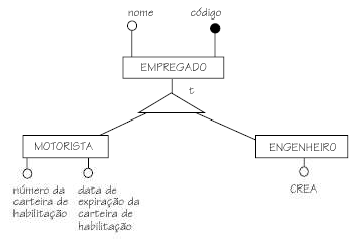 nome
código
EMPREGADO
t
MOTORISTA
ENGENHEIRO
número da
carteira de
habilitação
data de
expiração da
carteira de
habilitação
CREA